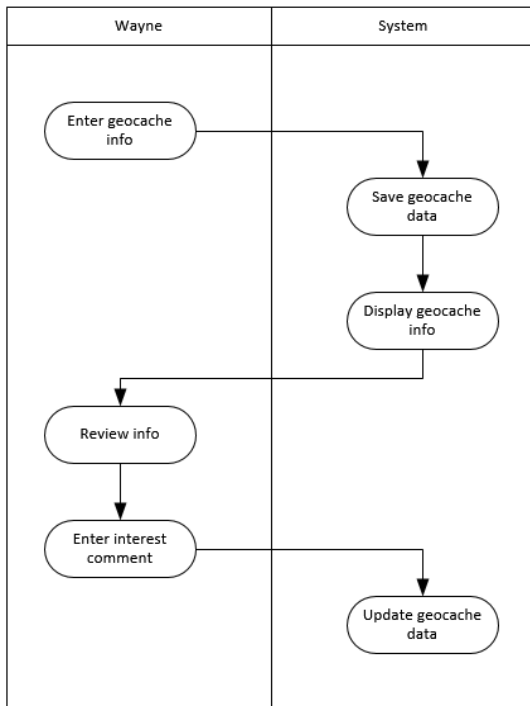 Wayne
System
Enter geocache
info
Save geocache
data
Display geocache
info
Review info
Enter interest
comment
Update geocache
data